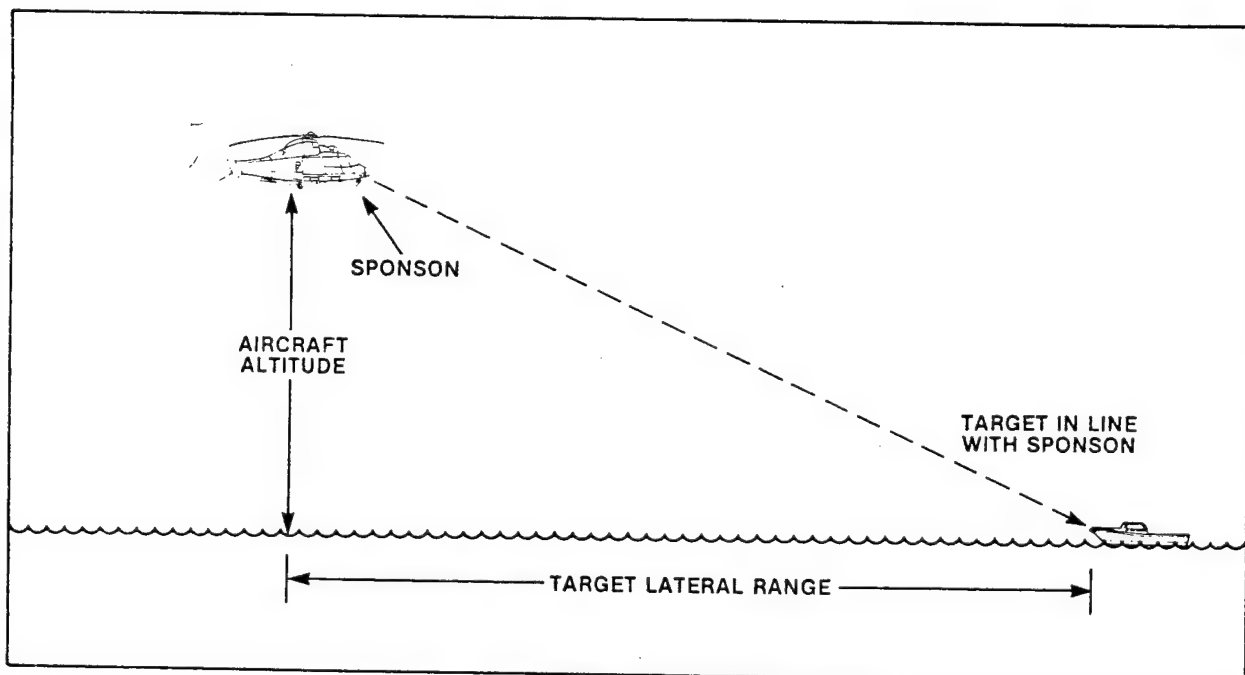 SPONSON
AIRCRAFT
ALTITUDE
TARGET IN LINE
WITH SPONSON
TARGET LATERAL RANGE